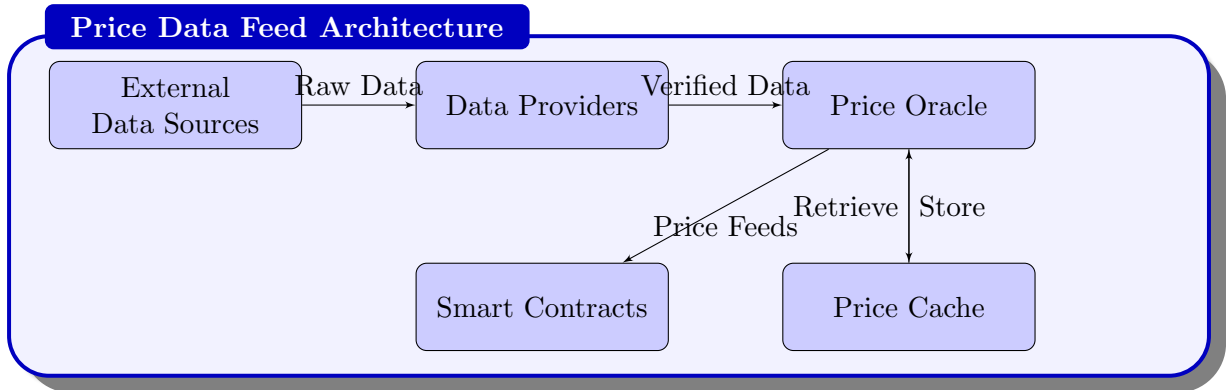 Price Data Feed Architecture
External
Data Sources
Raw Data
Data Providers
Verified Data
Price Oracle
Price Feeds
Retrieve
Store
Smart Contracts
Price Cache